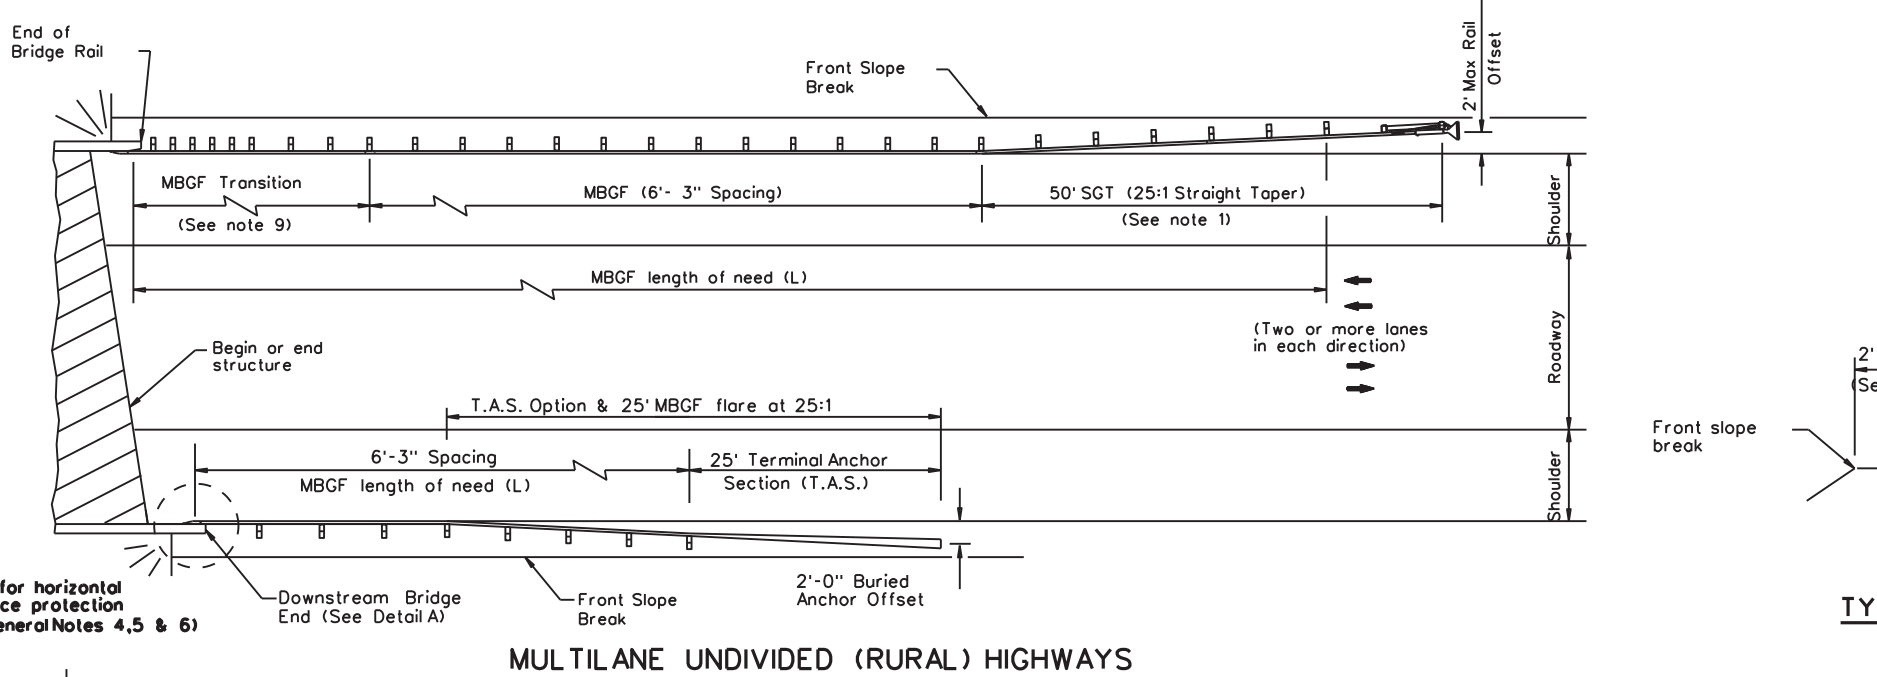 End of
Bridge Rail
Front Slope
Break
2' Max Rail
Offset
MBGF Transition
(See note 9)
MBGF (6'- 3" Spacing)
50' SGT (25:1 Straight Taper)
(See note 1)
Shoulder
MBGF length of need (L)
(Two or more lanes
in each direction)
Roadway
Begin or end
structure
T.A.S. Option & 25' MBGF flare at 25:1
6'-3" Spacing
MBGF length of need (L)
25' Terminal Anchor
Section (T.A.S.)
Shoulder
2'
(Se
Front slope
break
for horizontal
ce protection
eneral Notes 4,5 & 6)
Downstream Bridge
End (See Detail A)
Front Slope
Break
2'-0" Buried
Anchor Offset
TY
MULTILANE UNDIVIDED (RURAL) HIGHWAYS